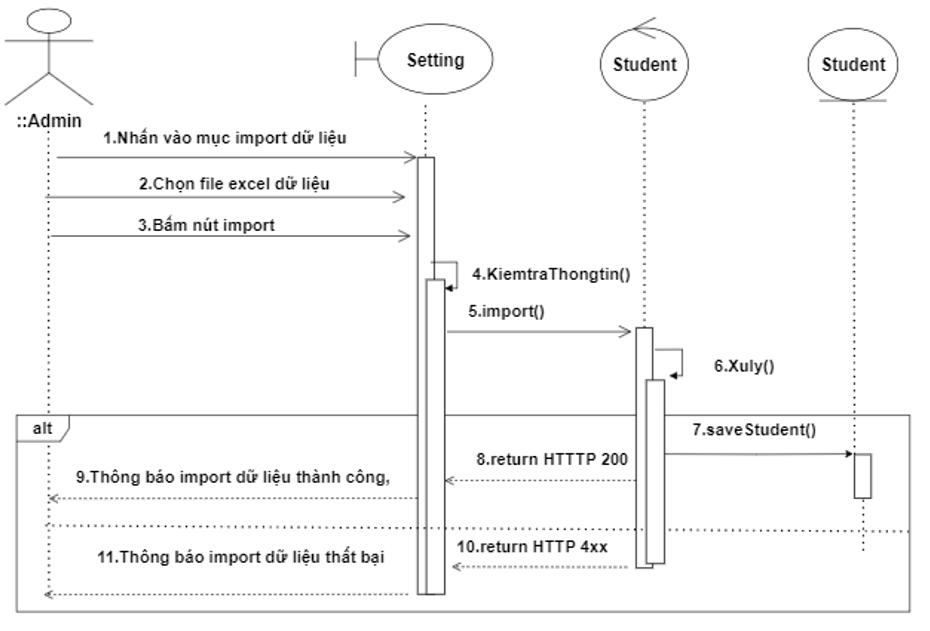 Setting
Student
Student
::Admin
1.Nhấn vào mục import dữ liệu
2.Chọn file excel dữ liệu
3.Bấm nút import
4.KiemtraThongtin()
5.import()
6.Xuly()
alt
7.saveStudent()
8.return HTTTP 200
9.Thông báo import dữ liệu thành công,
10.return HTTP 4xx
11.Thông báo import dữ liệu thất bại